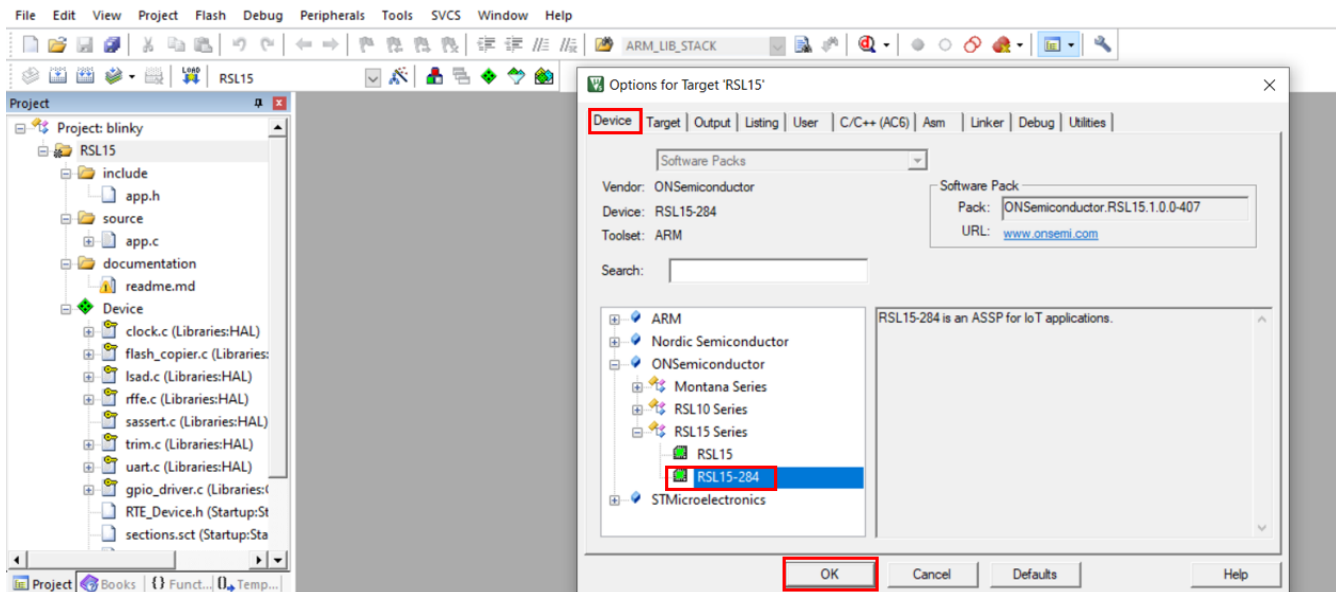 File Edit View Project Flash Debug Peripherals Tools SVCS Window Help
ARM_LIB_STACK
LOAD RSL15
Project
Project: blinky
RSL15
include
app.h
source
app.c
documentation
readme.md
Device
clock.c (Libraries:HAL)
flash_copier.c (Libraries:
lsad.c (Libraries:HAL)
rffe.c (Libraries:HAL)
sassert.c (Libraries:HAL)
trim.c (Libraries:HAL)
uart.c (Libraries:HAL)
gpio_driver.c (Libraries:(
RTE_Device.h (Startup:St
sections.sct (Startup:Sta
Project Books {} Funct... 0 Temp...
Options for Target 'RSL15'
Device Target Output Listing User C/C++ (AC6) Asm Linker Debug Utilities
Software Packs
Vendor: ONSemiconductor
Device: RSL15-284
Toolset: ARM
Search:
Software Pack
Pack: ONSemiconductor.RSL15.1.0.0-407
URL: www.onsemi.com
ARM
Nordic Semiconductor
ONSemiconductor
Montana Series
RSL10 Series
RSL15 Series
RSL15
RSL15-284
STMicroelectronics
RSL15-284 is an ASSP for IoT applications.
OK Cancel Defaults Help